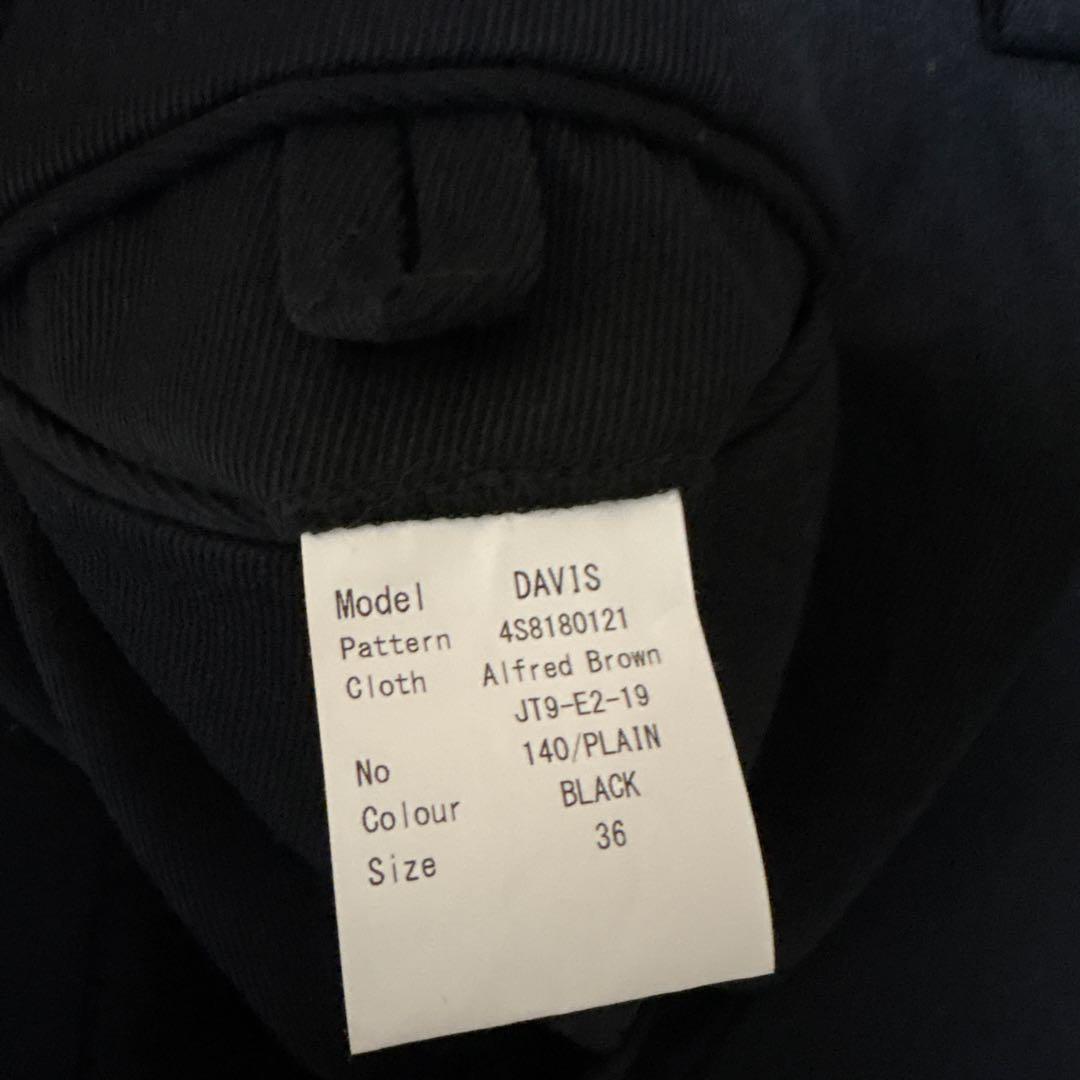 Model DAVIS
Pattern 4S8180121
Cloth Alfred Brown
JT9-E2-19
No 140/PLAIN
Colour BLACK
Size 36